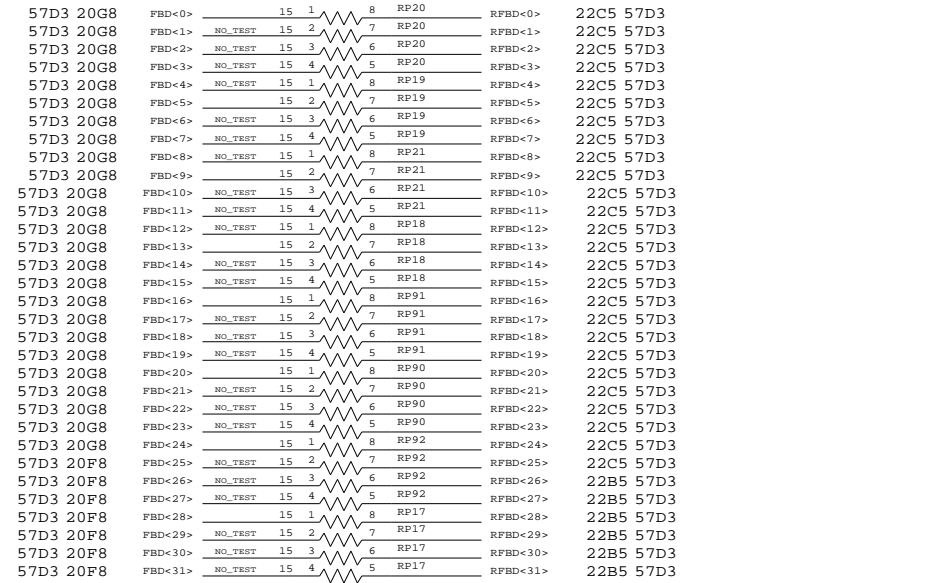 57D3 20G8 FBD<0> 15 1 8 RP20 RFBD<0> 22C5 57D3
57D3 20G8 FBD<1> NO_TEST 15 2 7 RP20 RFBD<1> 22C5 57D3
57D3 20G8 FBD<2> NO_TEST 15 3 6 RP20 RFBD<2> 22C5 57D3
57D3 20G8 FBD<3> NO_TEST 15 4 5 RP20 RFBD<3> 22C5 57D3
57D3 20G8 FBD<4> NO_TEST 15 1 8 RP19 RFBD<4> 22C5 57D3
57D3 20G8 FBD<5> 15 2 7 RP19 RFBD<5> 22C5 57D3
57D3 20G8 FBD<6> NO_TEST 15 3 6 RP19 RFBD<6> 22C5 57D3
57D3 20G8 FBD<7> NO_TEST 15 4 5 RP19 RFBD<7> 22C5 57D3
57D3 20G8 FBD<8> NO_TEST 15 1 8 RP21 RFBD<8> 22C5 57D3
57D3 20G8 FBD<9> 15 2 7 RP21 RFBD<9> 22C5 57D3
57D3 20G8 FBD<10> NO_TEST 15 3 6 RP21 RFBD<10> 22C5 57D3
57D3 20G8 FBD<11> NO_TEST 15 4 5 RP21 RFBD<11> 22C5 57D3
57D3 20G8 FBD<12> NO_TEST 15 1 8 RP18 RFBD<12> 22C5 57D3
57D3 20G8 FBD<13> 15 2 7 RP18 RFBD<13> 22C5 57D3
57D3 20G8 FBD<14> NO_TEST 15 3 6 RP18 RFBD<14> 22C5 57D3
57D3 20G8 FBD<15> NO_TEST 15 4 5 RP18 RFBD<15> 22C5 57D3
57D3 20G8 FBD<16> 15 1 8 RP91 RFBD<16> 22C5 57D3
57D3 20G8 FBD<17> NO_TEST 15 2 7 RP91 RFBD<17> 22C5 57D3
57D3 20G8 FBD<18> NO_TEST 15 3 6 RP91 RFBD<18> 22C5 57D3
57D3 20G8 FBD<19> NO_TEST 15 4 5 RP91 RFBD<19> 22C5 57D3
57D3 20G8 FBD<20> 15 1 8 RP90 RFBD<20> 22C5 57D3
57D3 20G8 FBD<21> NO_TEST 15 2 7 RP90 RFBD<21> 22C5 57D3
57D3 20G8 FBD<22> NO_TEST 15 3 6 RP90 RFBD<22> 22C5 57D3
57D3 20G8 FBD<23> NO_TEST 15 4 5 RP90 RFBD<23> 22C5 57D3
57D3 20G8 FBD<24> 15 1 8 RP92 RFBD<24> 22C5 57D3
57D3 20F8 FBD<25> NO_TEST 15 2 7 RP92 RFBD<25> 22C5 57D3
57D3 20F8 FBD<26> NO_TEST 15 3 6 RP92 RFBD<26> 22B5 57D3
57D3 20F8 FBD<27> NO_TEST 15 4 5 RP92 RFBD<27> 22B5 57D3
57D3 20F8 FBD<28> 15 1 8 RP17 RFBD<28> 22B5 57D3
57D3 20F8 FBD<29> NO_TEST 15 2 7 RP17 RFBD<29> 22B5 57D3
57D3 20F8 FBD<30> NO_TEST 15 3 6 RP17 RFBD<30> 22B5 57D3
57D3 20F8 FBD<31> NO_TEST 15 4 5 RP17 RFBD<31> 22B5 57D3